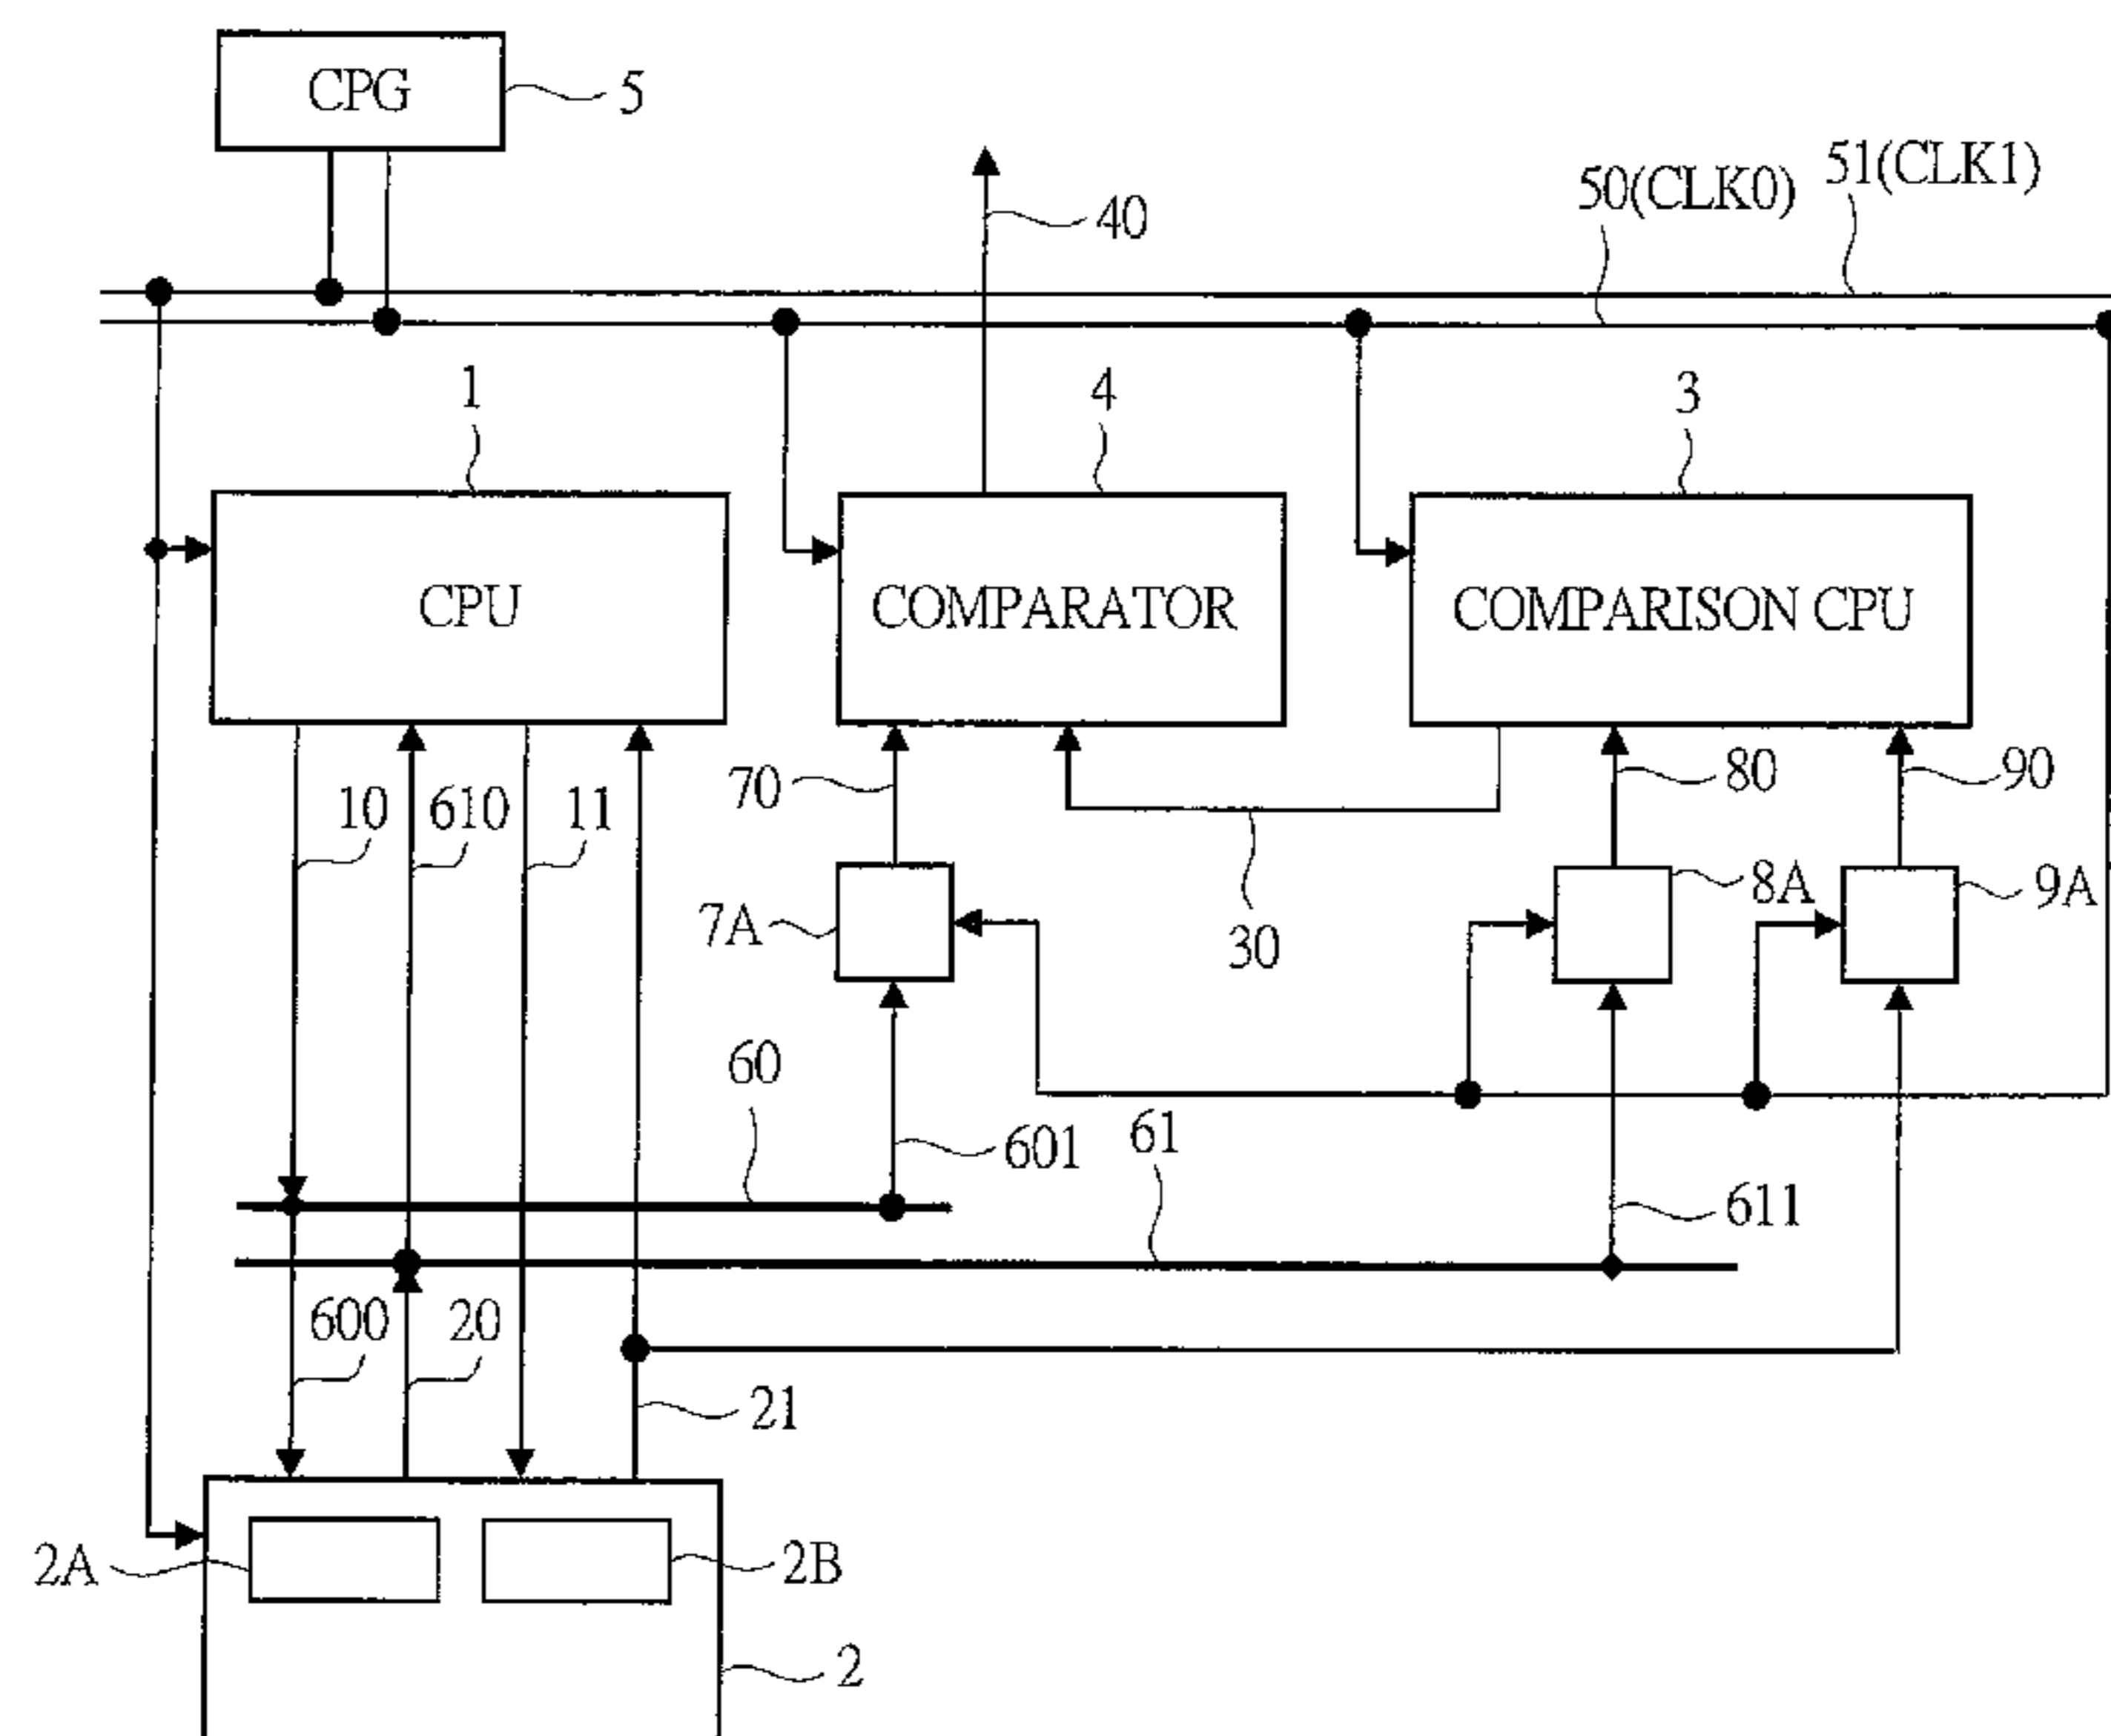 CPG
5
40
50(CLK0)
51(CLK1)
1
4
3
CPU
COMPARATOR
COMPARISON CPU
10
610
11
70
80
90
7A
30
8A
9A
60
601
61
611
600
20
21
2A
2B
2